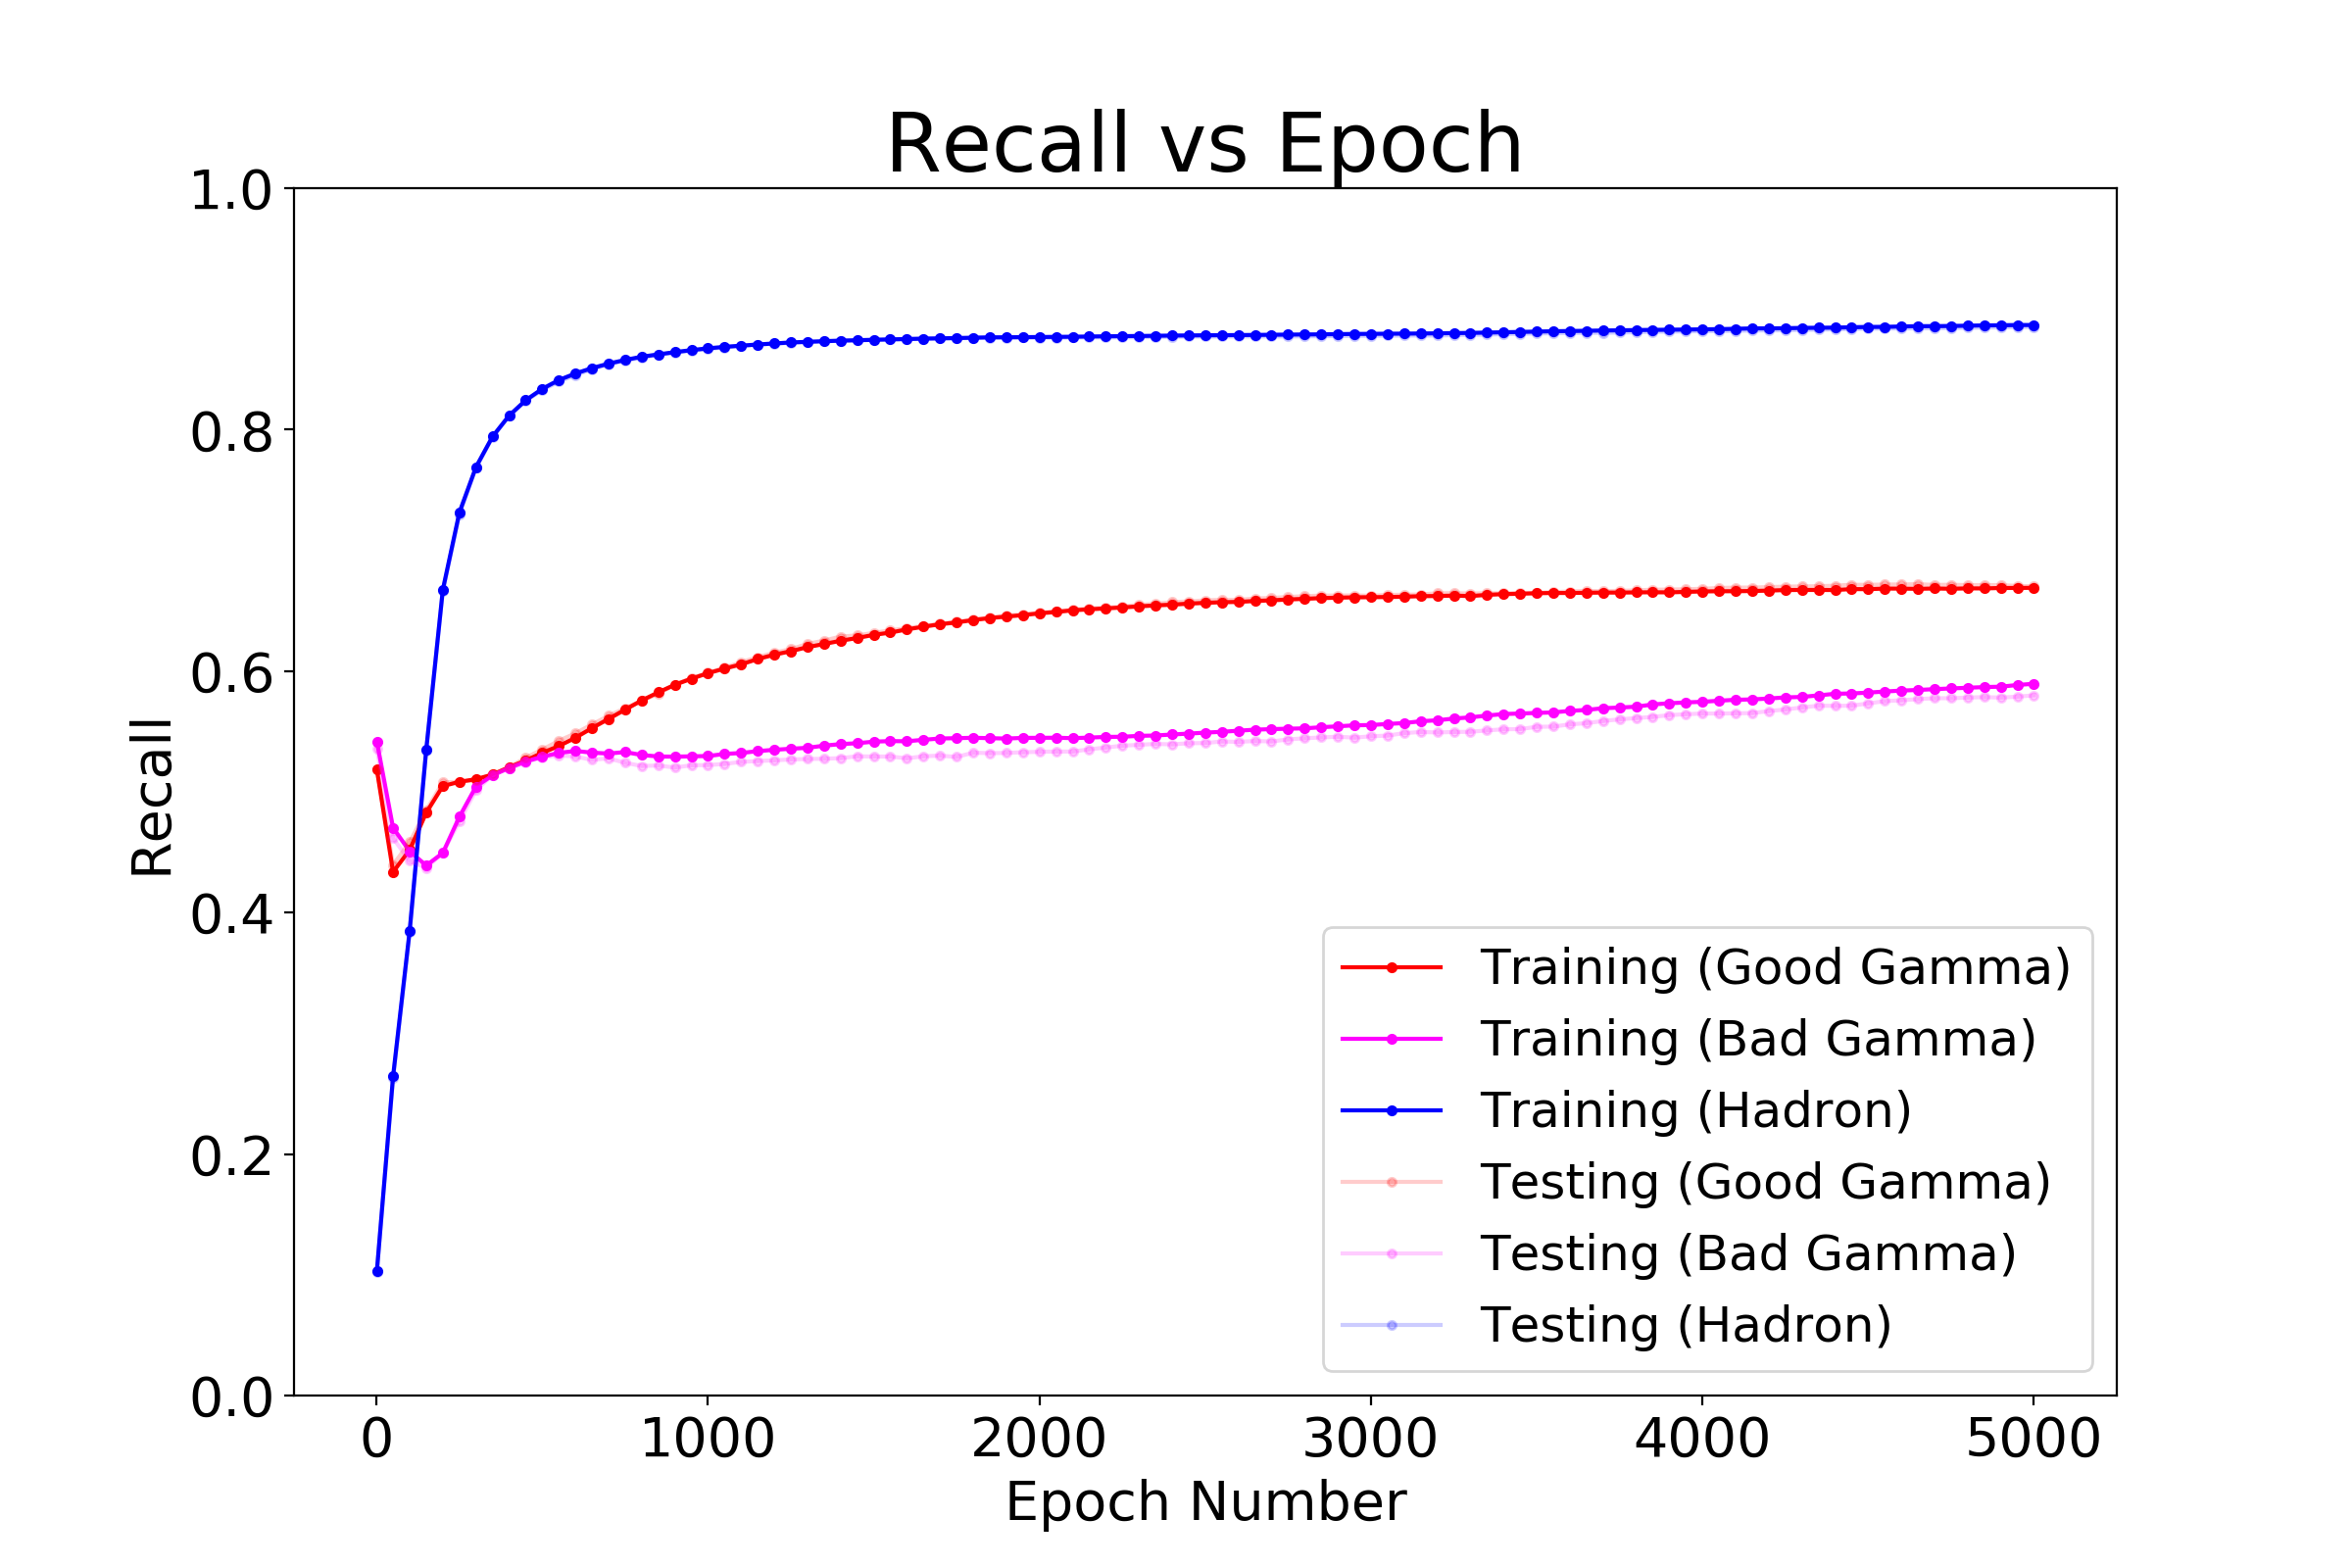 Recall vs Epoch
1.0
0.8
0.6
0.4
0.2
0.0
Recall
0 1000 2000 3000 4000 5000
Epoch Number
Training (Good Gamma)
Training (Bad Gamma)
Training (Hadron)
Testing (Good Gamma)
Testing (Bad Gamma)
Testing (Hadron)